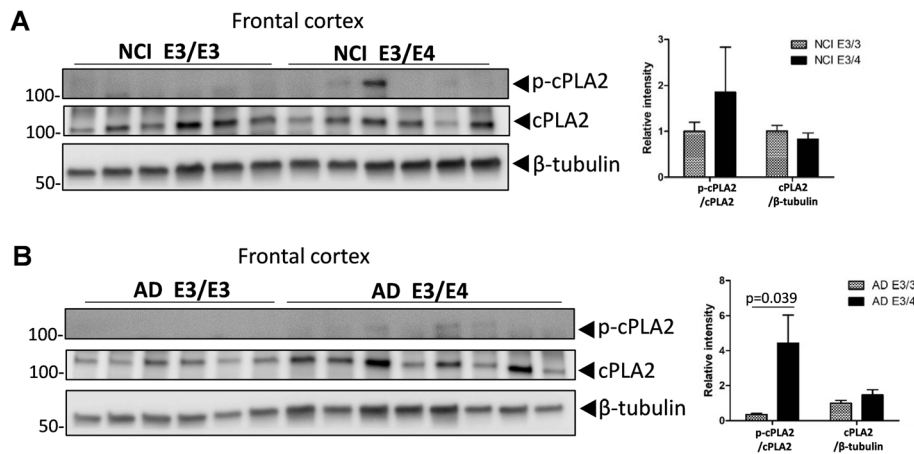 A
Frontal cortex
NCI E3/E3
NCI E3/E4
p-cPLA2
100-
cPLA2
100-
β-tubulin
50-
NCI E3/3
NCI E3/4
Relative intensity
3
2
1
0
p-cPLA2
/cPLA2
cPLA2
/β-tubulin
B
Frontal cortex
AD E3/E3
AD E3/E4
p-cPLA2
100-
cPLA2
100-
β-tubulin
50-
AD E3/3
AD E3/4
p=0.039
Relative intensity
8
6
4
2
0
p-cPLA2
/cPLA2
cPLA2
/β-tubulin